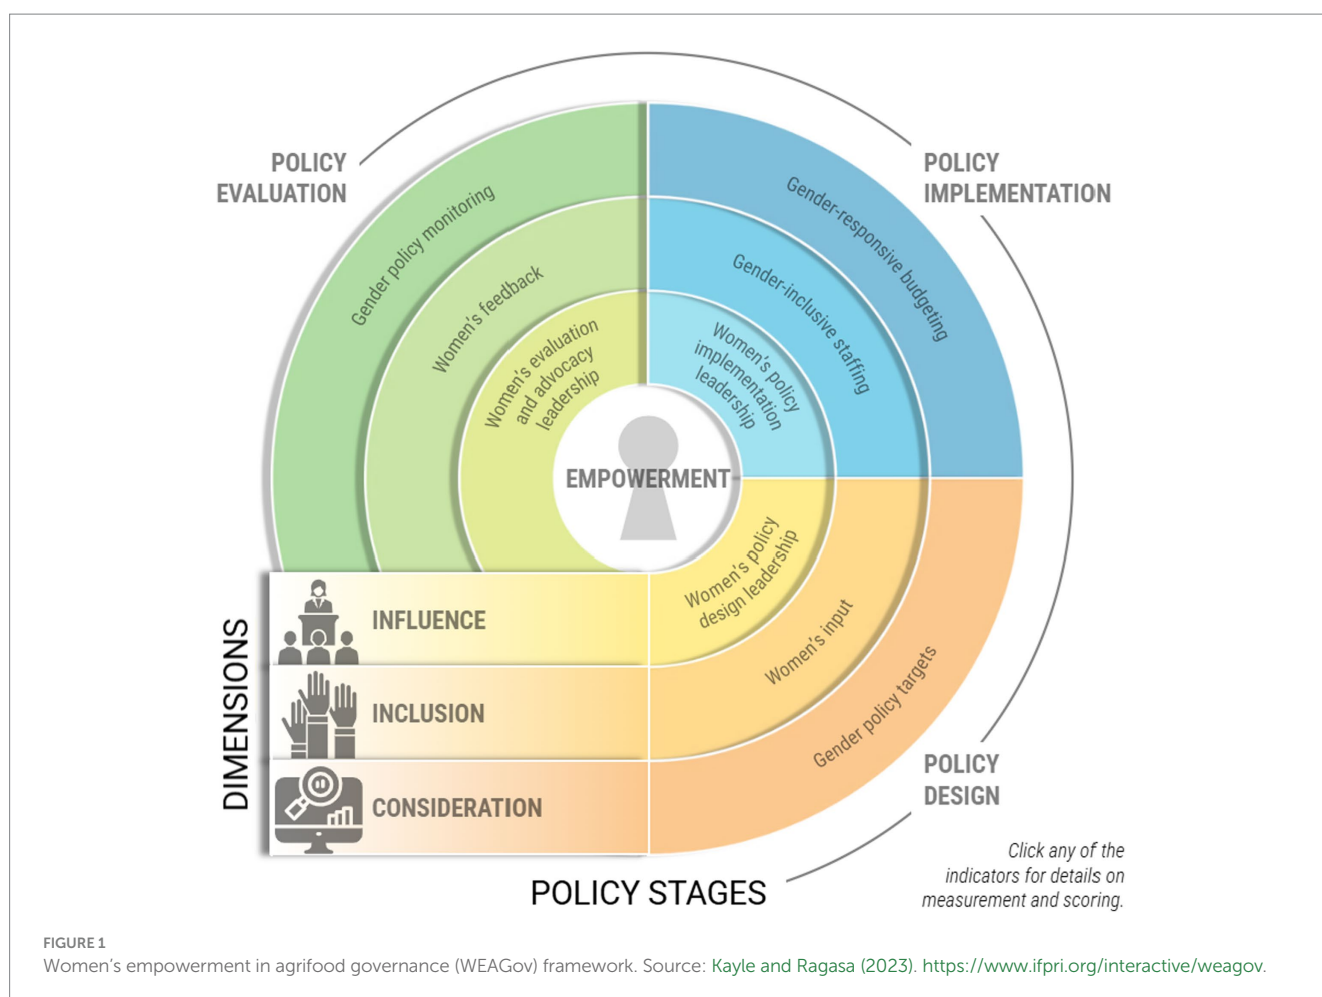 POLICY
EVALUATION
POLICY
IMPLEMENTATION
Gender policy monitoring
Women's feedback
Women's evaluation
and advocacy
leadership
Gender-responsive budgeting
Gender-inclusive staffing
Women's policy
implementation
leadership
EMPOWERMENT
Women's policy
design leadership
Women's input
Gender policy targets
DIMENSIONS
INFLUENCE
INCLUSION
CONSIDERATION
POLICY
DESIGN
POLICY STAGES
Click any of the
indicators for details on
measurement and scoring.
FIGURE 1
Women's empowerment in agrifood governance (WEAGov) framework. Source: Kayle and Ragasa (2023). https://www.ifpri.org/interactive/weagov.